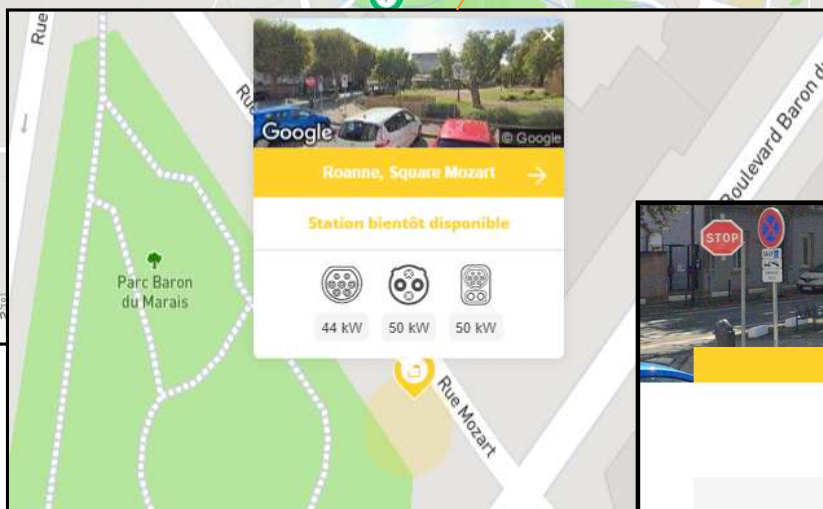 Rue
Google
© Google
Roanne, Square Mozart
Station bientôt disponible
44 kW
50 kW
50 kW
Parc Baron
du Marais
Rue Mozart
Boulevard Baron d
STOP